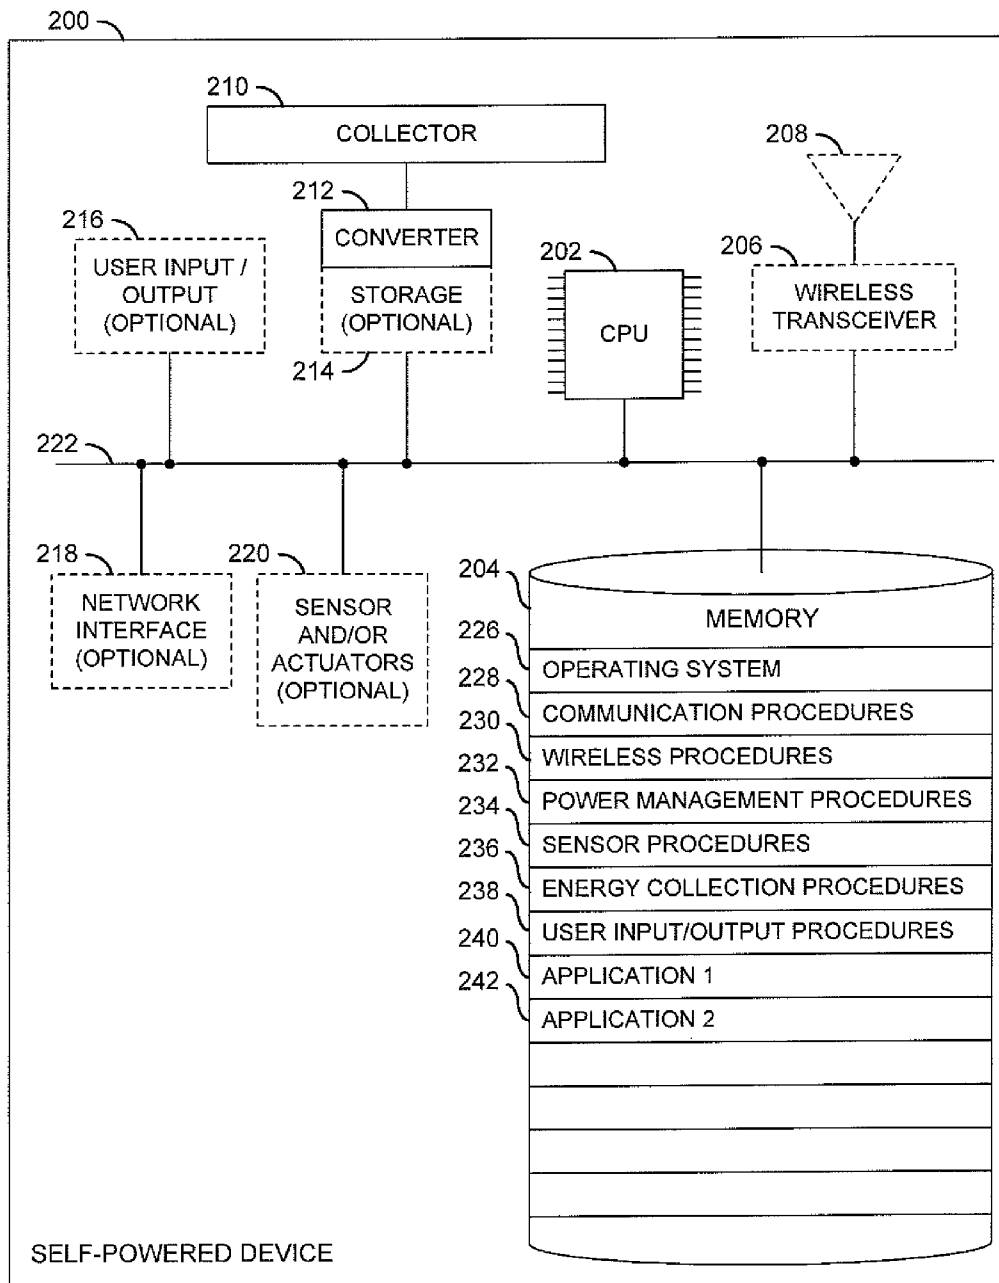 200
210
COLLECTOR
208
212
CONVERTER
STORAGE
(OPTIONAL)
214
216
USER INPUT /
OUTPUT
(OPTIONAL)
202
CPU
206
WIRELESS
TRANSCEIVER
222
218
NETWORK
INTERFACE
(OPTIONAL)
220
SENSOR
AND/OR
ACTUATORS
(OPTIONAL)
204
MEMORY
226
OPERATING SYSTEM
228
COMMUNICATION PROCEDURES
230
WIRELESS PROCEDURES
232
POWER MANAGEMENT PROCEDURES
234
SENSOR PROCEDURES
236
ENERGY COLLECTION PROCEDURES
238
USER INPUT/OUTPUT PROCEDURES
240
APPLICATION 1
242
APPLICATION 2
SELF-POWERED DEVICE